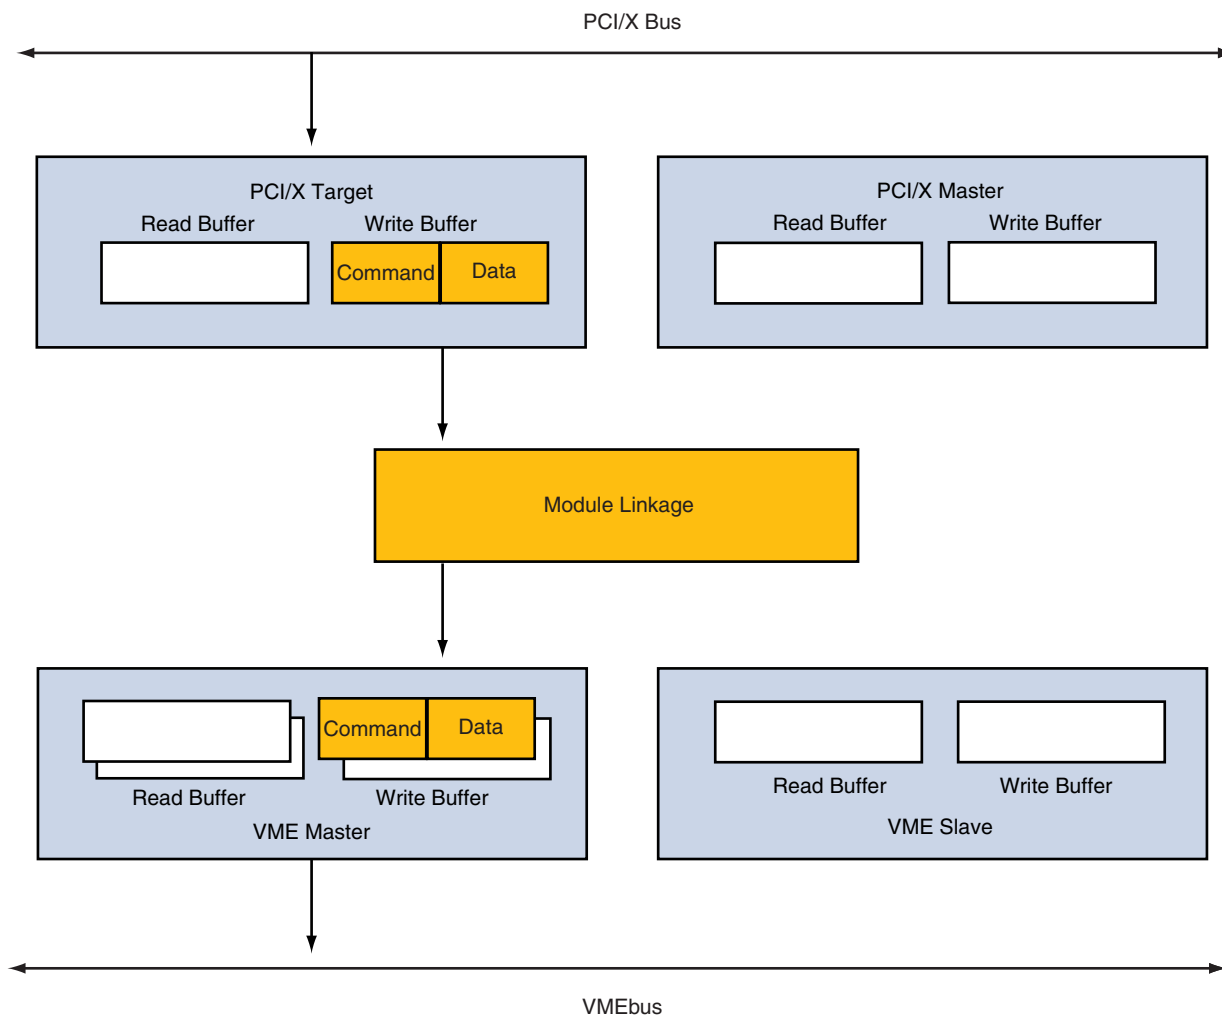 PCI/X Bus
PCI/X Target
Read Buffer
Write Buffer
Command
Data
PCI/X Master
Read Buffer
Write Buffer
Module Linkage
Command
Data
Read Buffer
Write Buffer
VME Master
Read Buffer
Write Buffer
VME Slave
VMEbus